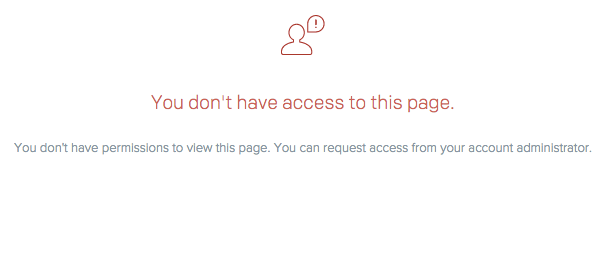 You don't have access to this page.
You don't have permissions to view this page. You can request access from your account administrator.